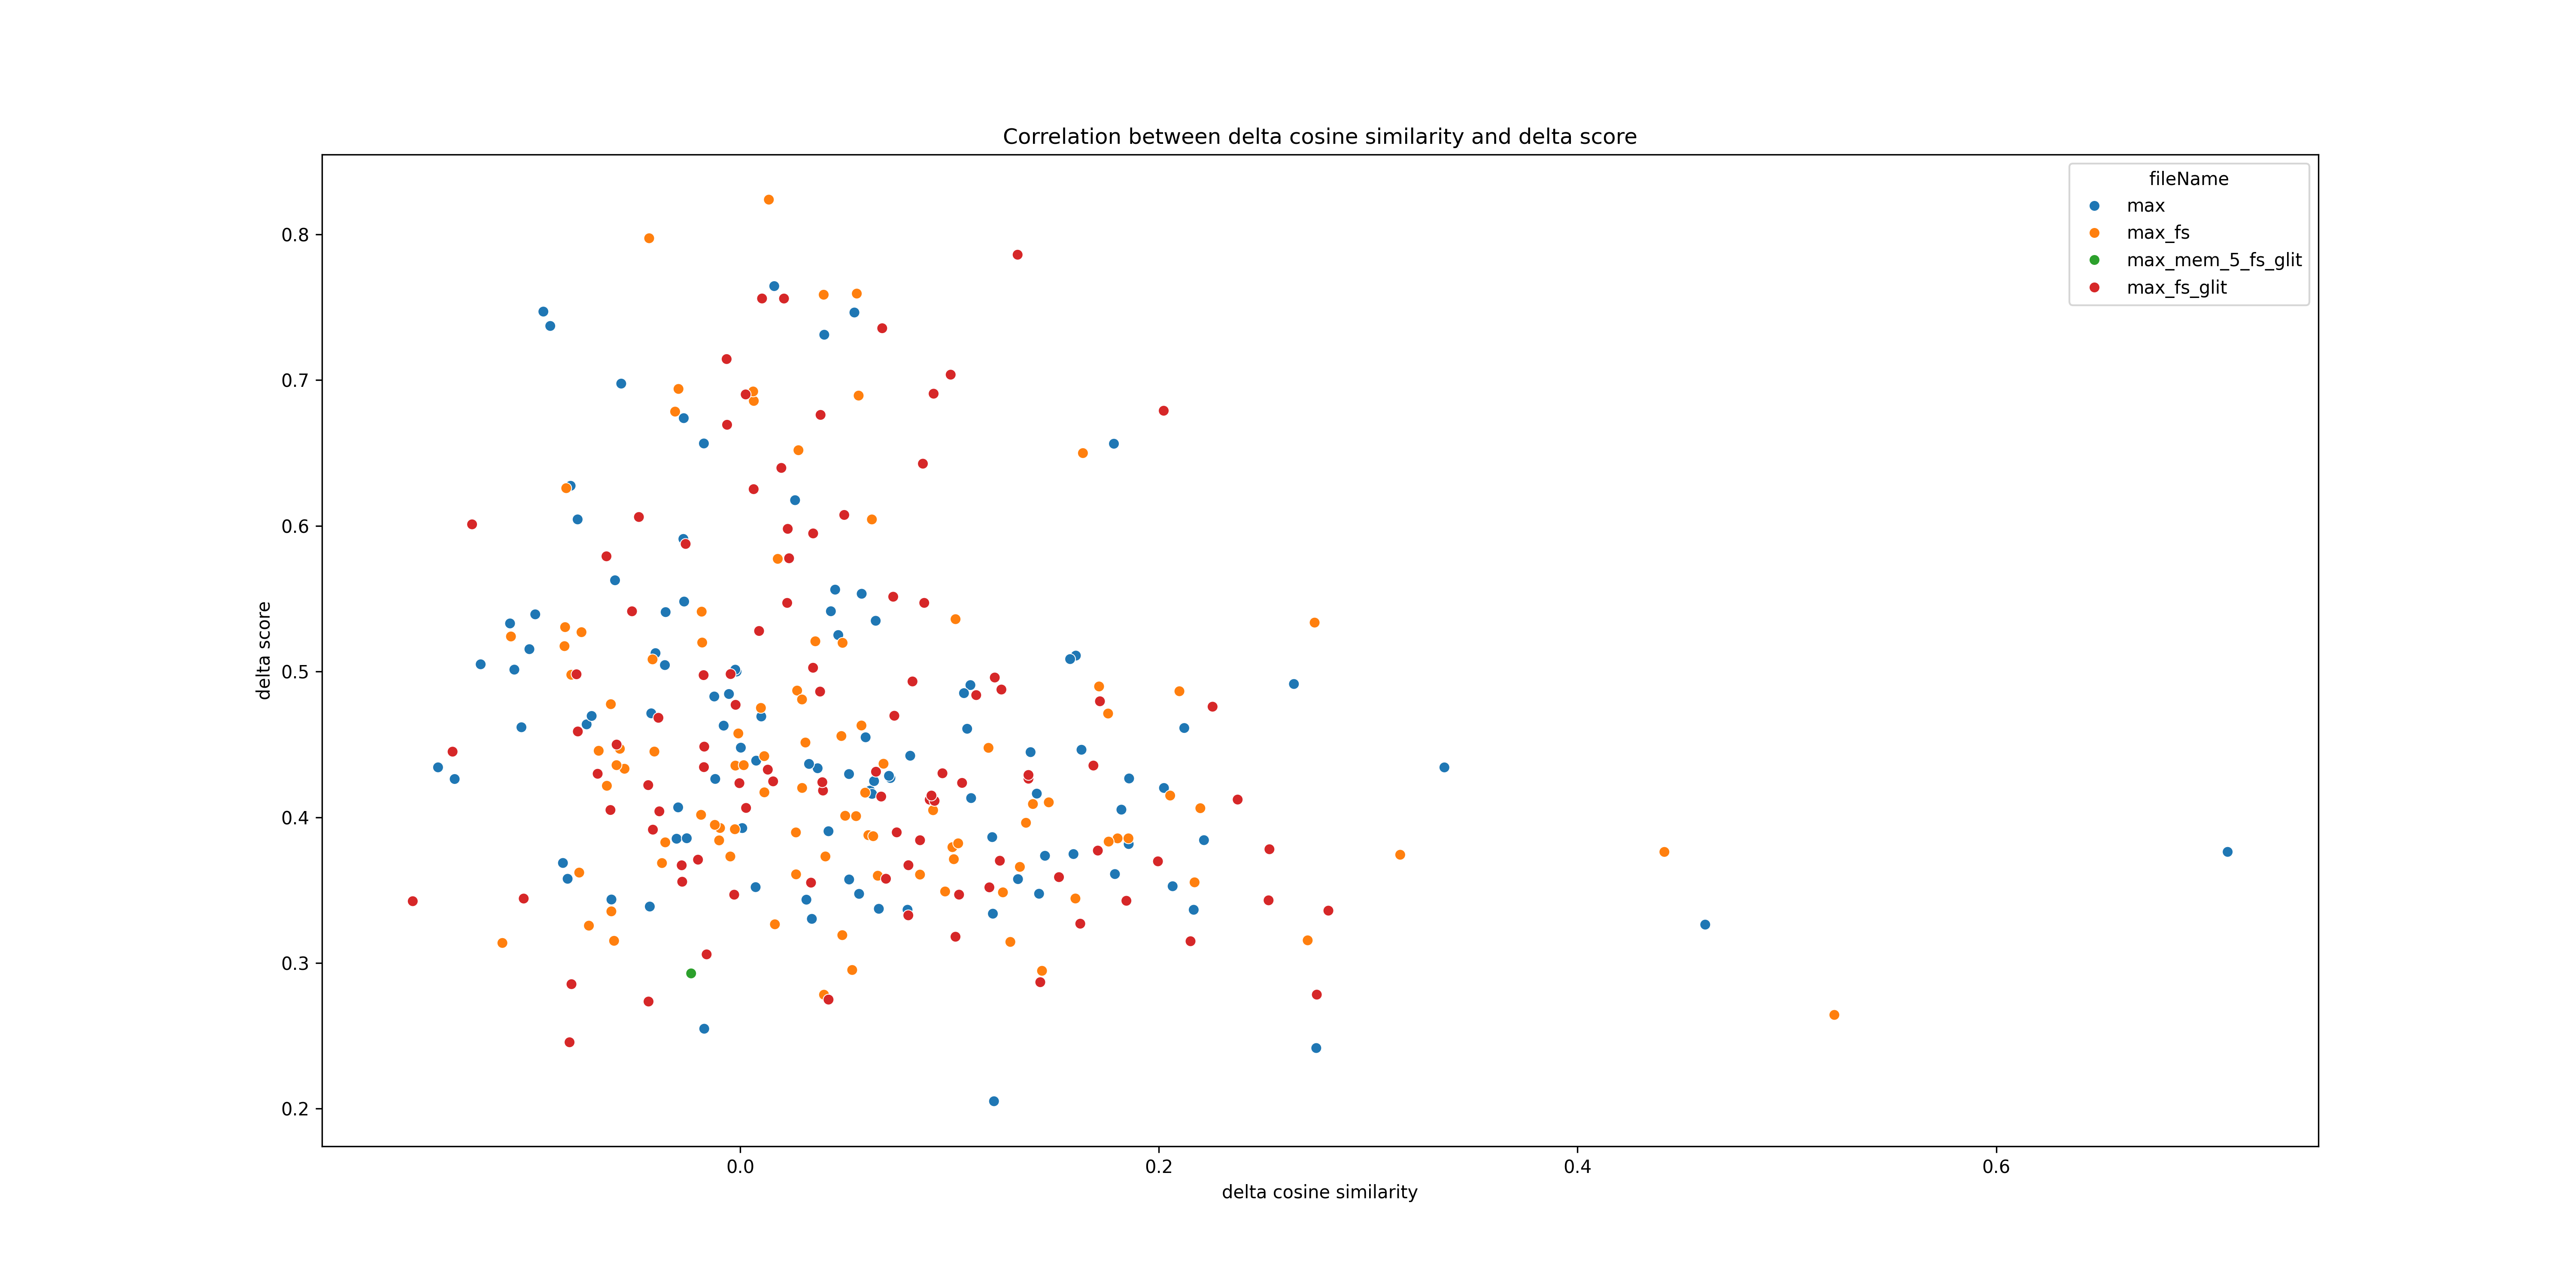 Correlation between delta cosine similarity and delta score
fileName
max
max_fs
max_mem_5_fs_glit
max_fs_glit
0.8
0.7
0.6
0.5
0.4
0.3
0.2
delta score
0.0
0.2
0.4
0.6
delta cosine similarity